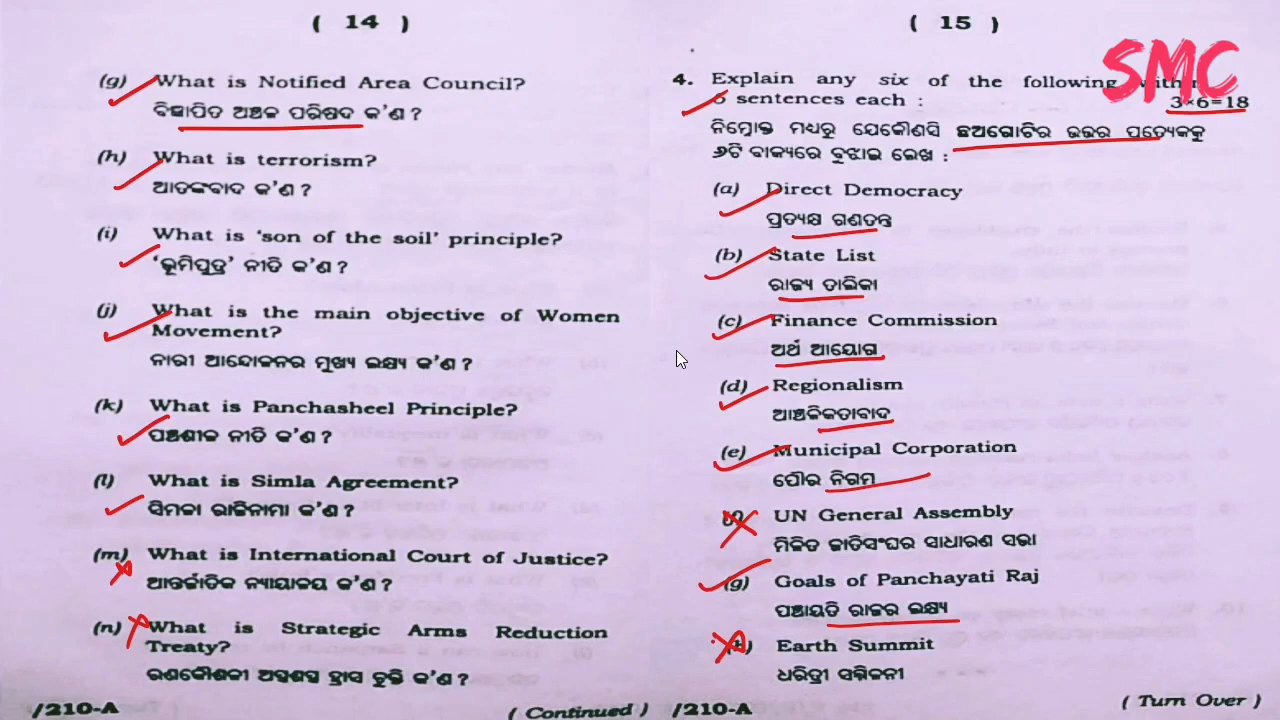 ( 14 )
(g) What is Notified Area Council?
ବିଜ୍ଞାପିତ ଅଞ୍ଚଳ ପରିଷଦ କ'ଣ ?
(h) What is terrorism?
ଆତଙ୍କବାଦ କ'ଣ ?
(i) What is ‘son of the soil’ principle?
‘ଭୂମିପୁତ୍ର’ ନୀତି କ'ଣ ?
(j) What is the main objective of Women
Movement?
ନାରୀ ଆନ୍ଦୋଳନର ମୁଖ୍ୟ ଲକ୍ଷ୍ୟ କ'ଣ ?
(k) What is Panchasheel Principle?
ପଞ୍ଚଶୀଳ ନୀତି କ'ଣ ?
(l) What is Simla Agreement?
ସିମଳା ରାଜିନାମା କ'ଣ ?
(m) What is International Court of Justice?
ଆନ୍ତର୍ଜାତିକ ନ୍ୟାୟାଳୟ କ'ଣ ?
(n) What is Strategic Arms Reduction
Treaty?
ରଣକୌଶଳୀ ଅସ୍ତ୍ରଶସ୍ତ୍ର ହ୍ରାସ ଚୁକ୍ତି କ'ଣ ?
/210-A
( Continued )
( 15 )
SMC
4. Explain any six of the following within
6 sentences each :
3×6=18
ନିମ୍ନୋକ୍ତ ମଧ୍ୟରୁ ଯେକୌଣସି ଛଅଗୋଟିର ଉତ୍ତର ପ୍ରତ୍ୟେକକୁ
୬ଟି ବାକ୍ୟରେ ବୁଝାଇ ଲେଖ :
(a) Direct Democracy
ପ୍ରତ୍ୟକ୍ଷ ଗଣତନ୍ତ୍ର
(b) State List
ରାଜ୍ୟ ତାଲିକା
(c) Finance Commission
ଅର୍ଥ ଆୟୋଗ
(d) Regionalism
ଆଞ୍ଚଳିକତାବାଦ
(e) Municipal Corporation
ପୌର ନିଗମ
(f) UN General Assembly
ମିଳିତ ଜାତିସଂଘର ସାଧାରଣ ସଭା
(g) Goals of Panchayati Raj
ପଞ୍ଚାୟତି ରାଜର ଲକ୍ଷ୍ୟ
(h) Earth Summit
ଧରିତ୍ରୀ ସମ୍ମିଳନୀ
/210-A
( Turn Over )